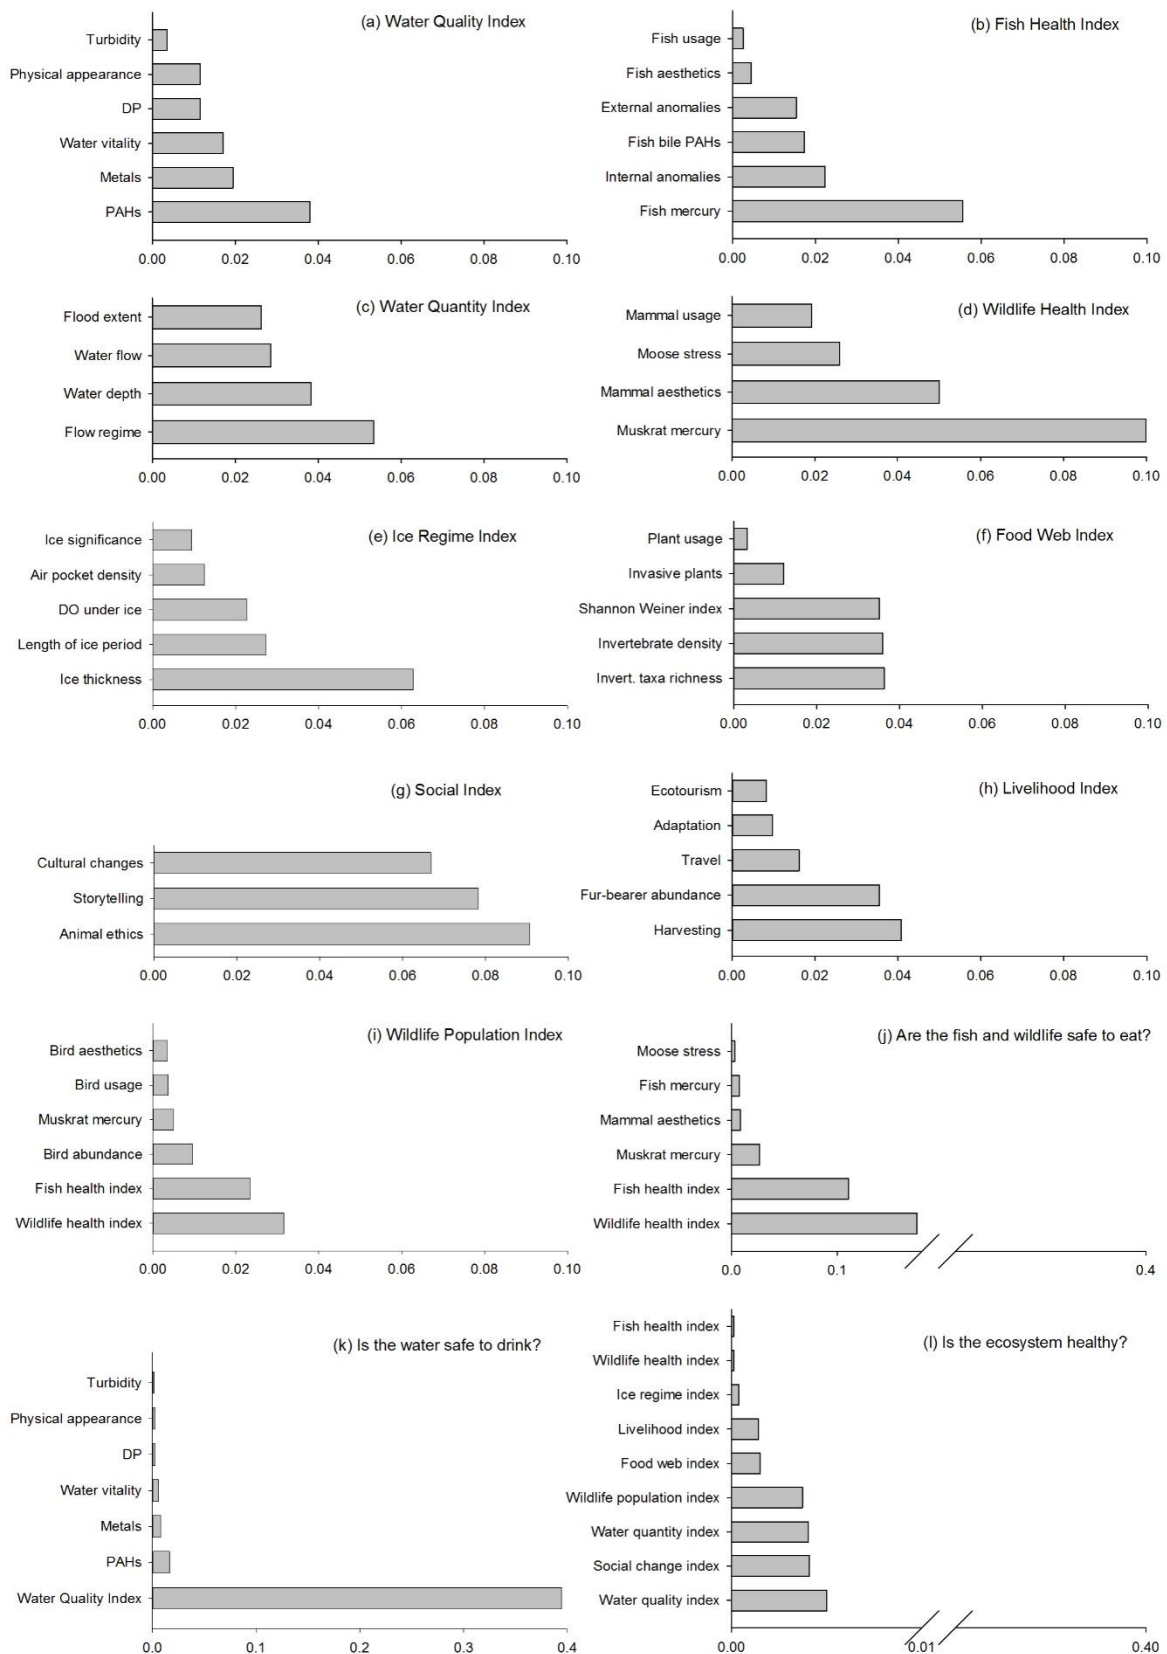 (a) Water Quality Index
Turbidity
Physical appearance
DP
Water vitality
Metals
PAHs
0.00 0.02 0.04 0.06 0.08 0.10
(b) Fish Health Index
Fish usage
Fish aesthetics
External anomalies
Fish bile PAHs
Internal anomalies
Fish mercury
0.00 0.02 0.04 0.06 0.08 0.10
(c) Water Quantity Index
Flood extent
Water flow
Water depth
Flow regime
0.00 0.02 0.04 0.06 0.08 0.10
(d) Wildlife Health Index
Mammal usage
Moose stress
Mammal aesthetics
Muskrat mercury
0.00 0.02 0.04 0.06 0.08 0.10
(e) Ice Regime Index
Ice significance
Air pocket density
DO under ice
Length of ice period
Ice thickness
0.00 0.02 0.04 0.06 0.08 0.10
(f) Food Web Index
Plant usage
Invasive plants
Shannon Weiner index
Invertebrate density
Invert. taxa richness
0.00 0.02 0.04 0.06 0.08 0.10
(g) Social Index
Cultural changes
Storytelling
Animal ethics
0.00 0.02 0.04 0.06 0.08 0.10
(h) Livelihood Index
Ecotourism
Adaptation
Travel
Fur-bearer abundance
Harvesting
0.00 0.02 0.04 0.06 0.08 0.10
(i) Wildlife Population Index
Bird aesthetics
Bird usage
Muskrat mercury
Bird abundance
Fish health index
Wildlife health index
0.00 0.02 0.04 0.06 0.08 0.10
(j) Are the fish and wildlife safe to eat?
Moose stress
Fish mercury
Mammal aesthetics
Muskrat mercury
Fish health index
Wildlife health index
0.0 0.1 0.4
(k) Is the water safe to drink?
Turbidity
Physical appearance
DP
Water vitality
Metals
PAHs
Water Quality Index
0.0 0.1 0.2 0.3 0.4
(l) Is the ecosystem healthy?
Fish health index
Wildlife health index
Ice regime index
Livelihood index
Food web index
Wildlife population index
Water quantity index
Social change index
Water quality index
0.00 0.01 0.40